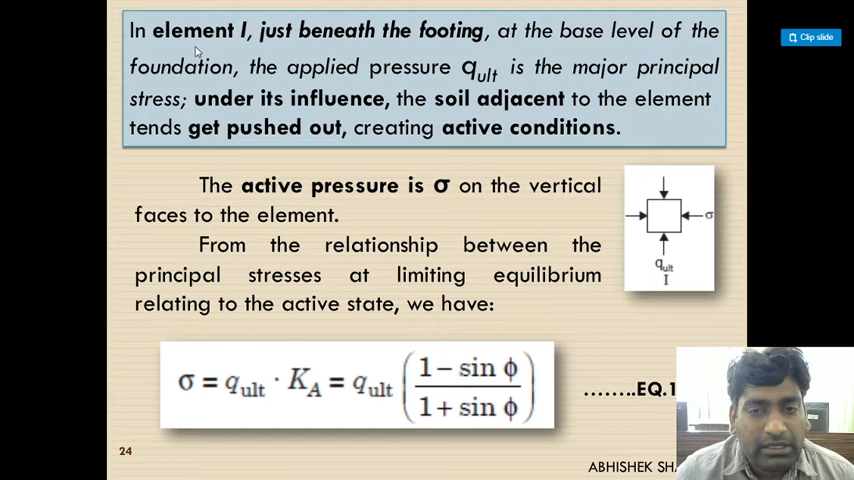 In element I, just beneath the footing, at the base level of the
foundation, the applied pressure qult is the major principal
stress; under its influence, the soil adjacent to the element
tends get pushed out, creating active conditions.
Clip slide
The active pressure is σ on the vertical
faces to the element.
From the relationship between the
principal stresses at limiting equilibrium
relating to the active state, we have:
σ
qult
I
σ = qult · KA = qult (1 – sin ϕ / 1 + sin ϕ)
........EQ.1
24
ABHISHEK